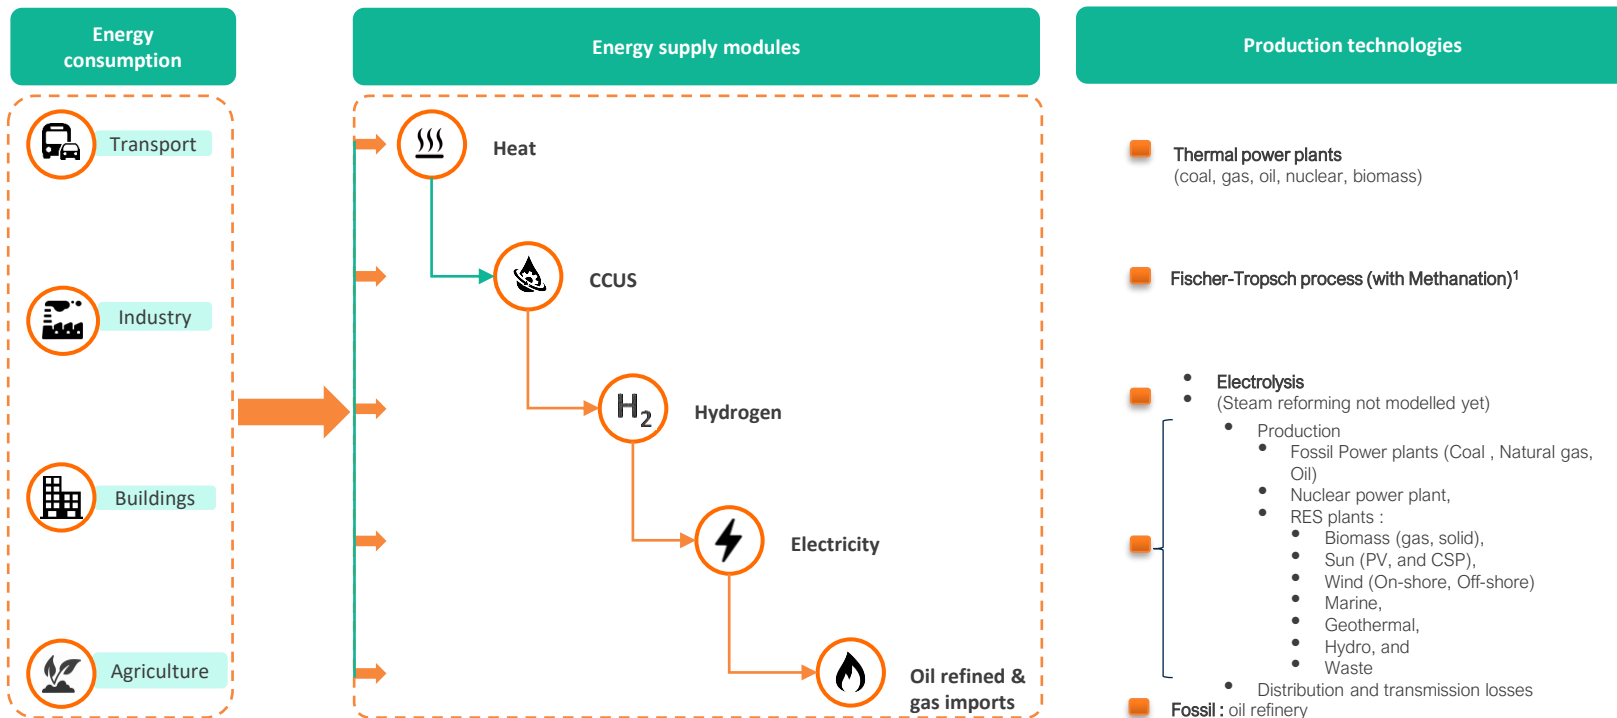 Energy
consumption
Energy supply modules
Production technologies
Transport
Industry
Buildings
Agriculture
Heat
CCUS
H2
Hydrogen
Electricity
Oil refined &
gas imports
Thermal power plants
(coal, gas, oil, nuclear, biomass)
Fischer-Tropsch process (with Methanation)1
• Electrolysis
• (Steam reforming not modelled yet)
• Production
• Fossil Power plants (Coal , Natural gas,
Oil)
• Nuclear power plant,
• RES plants :
• Biomass (gas, solid),
• Sun (PV, and CSP),
• Wind (On-shore, Off-shore)
• Marine,
• Geothermal,
• Hydro, and
• Waste
• Distribution and transmission losses
Fossil : oil refinery